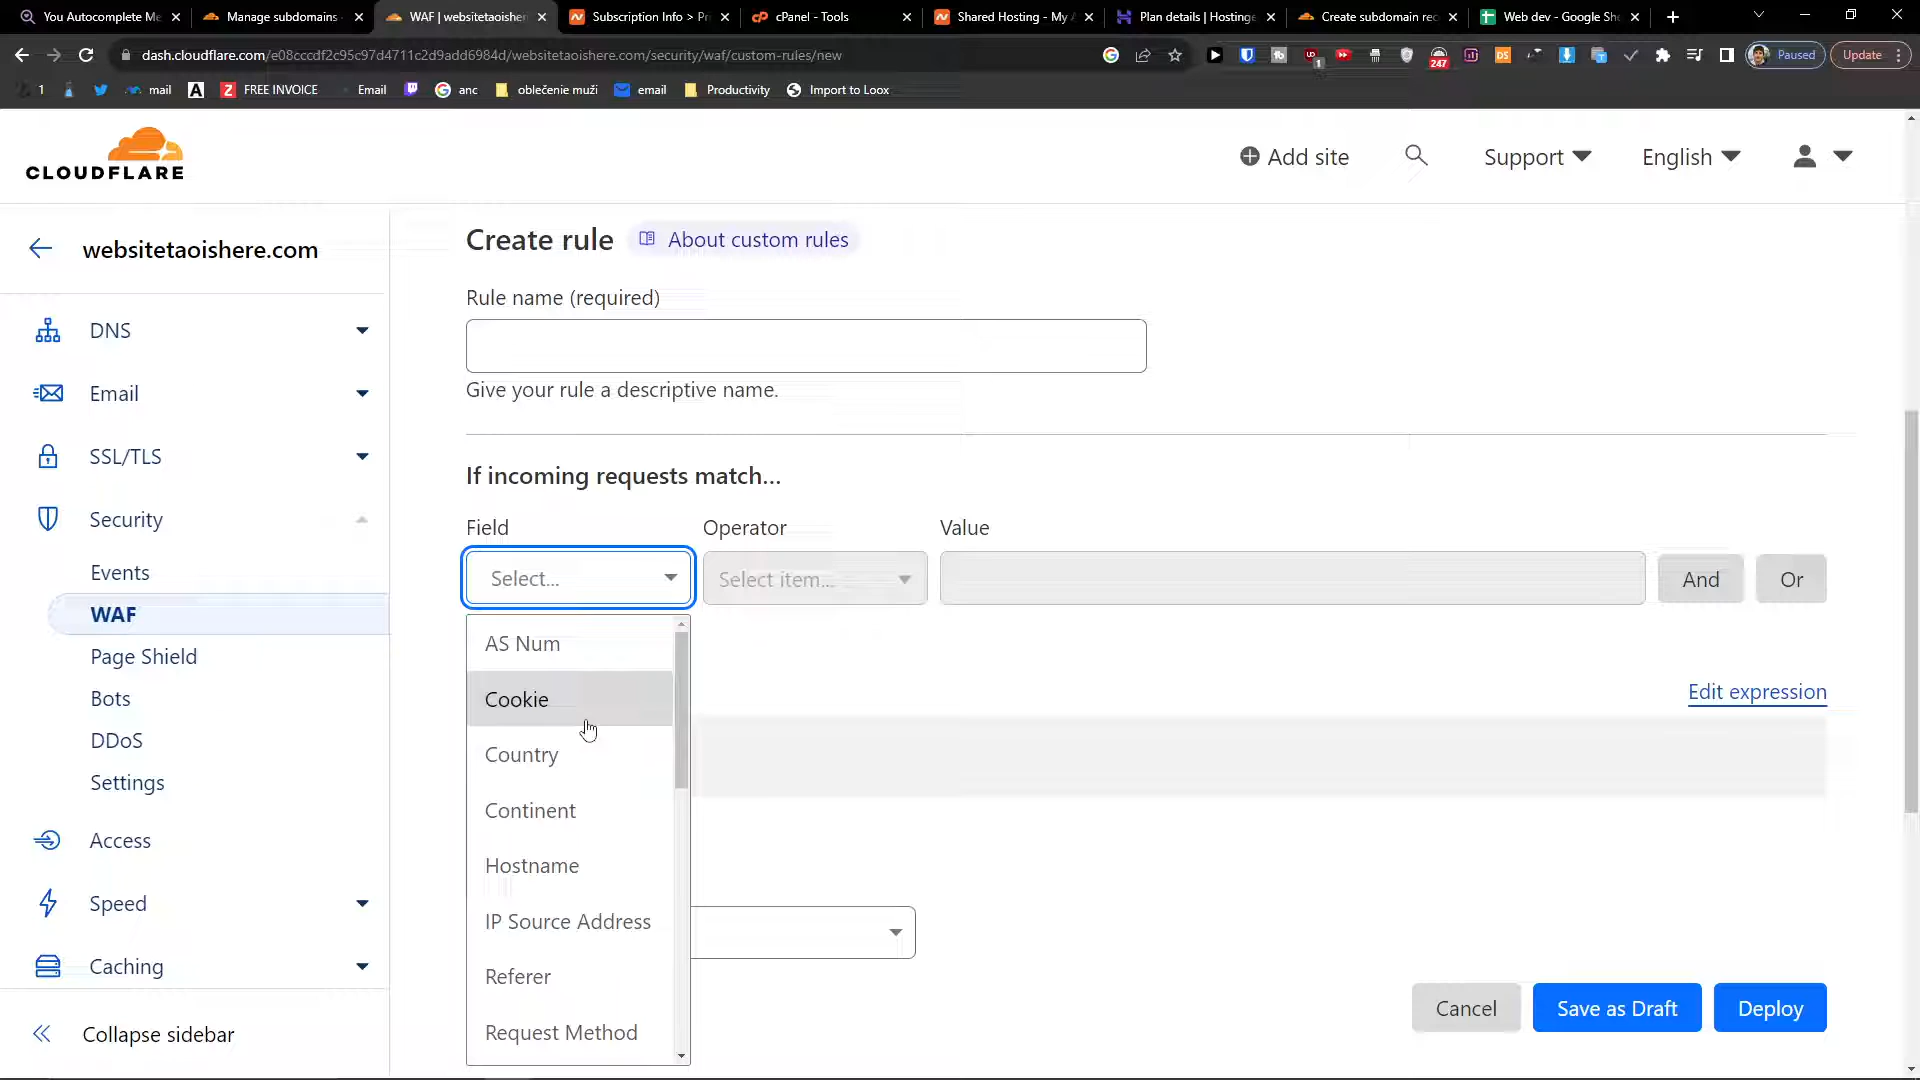 You Autocomplete Me
Manage subdomains
WAF | websitetaoisher
Subscription Info > Pr
cPanel - Tools
Shared Hosting - My A
Plan details | Hostinge
Create subdomain rec
Web dev - Google She
dash.cloudflare.com/e08cccdf2c95c97d4711c2d9add6984d/websitetaoishere.com/security/waf/custom-rules/new
1
247
DS
Paused
Update
1
mail
A
Z
FREE INVOICE
Email
anc
oblečenie muži
email
Productivity
Import to Loox
CLOUDFLARE
Add site
Support
English
websitetaoishere.com
DNS
Email
SSL/TLS
Security
Events
WAF
Page Shield
Bots
DDoS
Settings
Access
Speed
Caching
Collapse sidebar
Create rule
About custom rules
Rule name (required)
Give your rule a descriptive name.
If incoming requests match...
Field
Operator
Value
Select...
Select item...
And
Or
AS Num
Cookie
Country
Continent
Hostname
IP Source Address
Referer
Request Method
Edit expression
Cancel
Save as Draft
Deploy